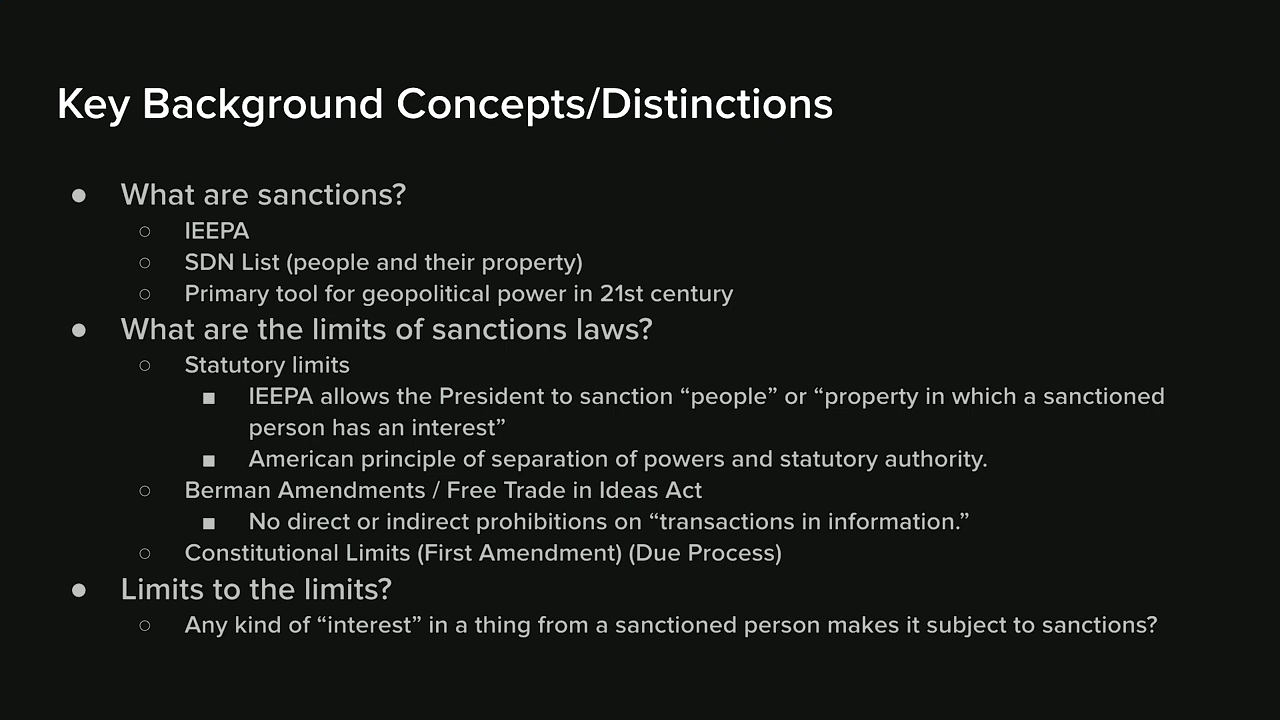 Key Background Concepts/Distinctions
● What are sanctions?
○ IEEPA
○ SDN List (people and their property)
○ Primary tool for geopolitical power in 21st century
● What are the limits of sanctions laws?
○ Statutory limits
■ IEEPA allows the President to sanction “people” or “property in which a sanctioned
person has an interest”
■ American principle of separation of powers and statutory authority.
○ Berman Amendments / Free Trade in Ideas Act
■ No direct or indirect prohibitions on “transactions in information.”
○ Constitutional Limits (First Amendment) (Due Process)
● Limits to the limits?
○ Any kind of “interest” in a thing from a sanctioned person makes it subject to sanctions?